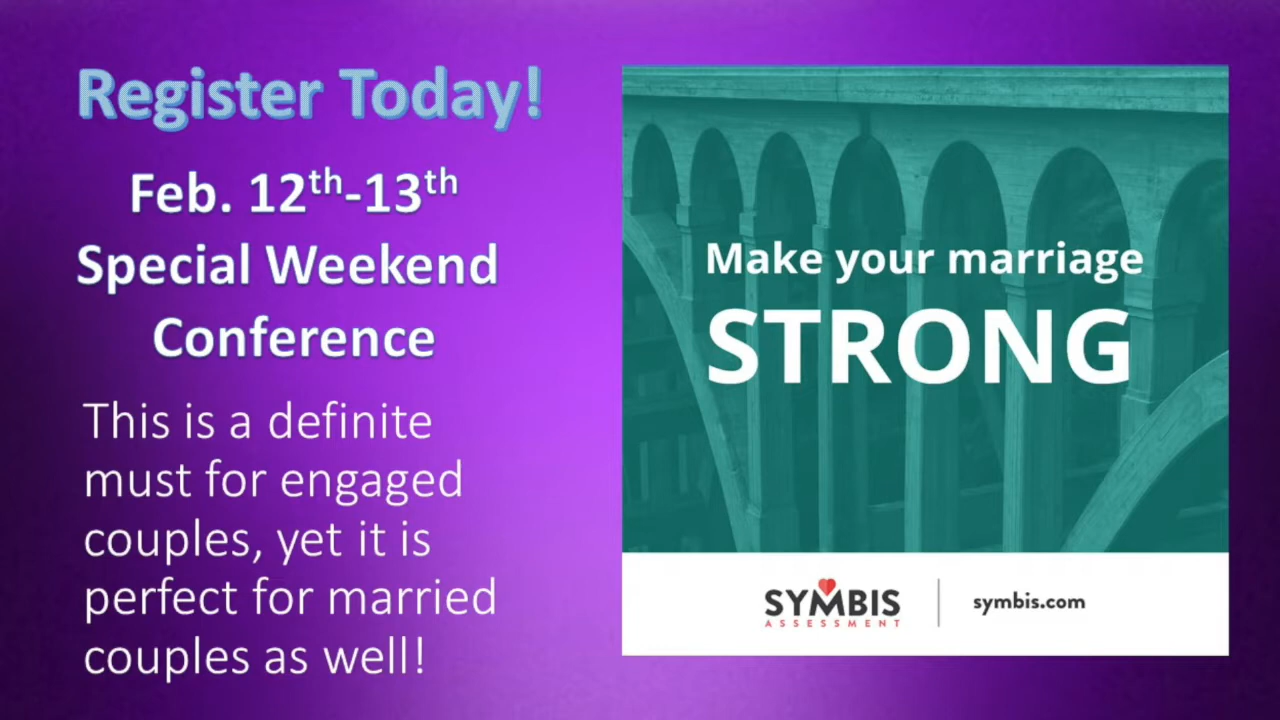 Register Today!
Feb. 12th-13th
Special Weekend
Conference
This is a definite
must for engaged
couples, yet it is
perfect for married
couples as well!
Make your marriage
STRONG
SYMBIS
ASSESSMENT
symbis.com